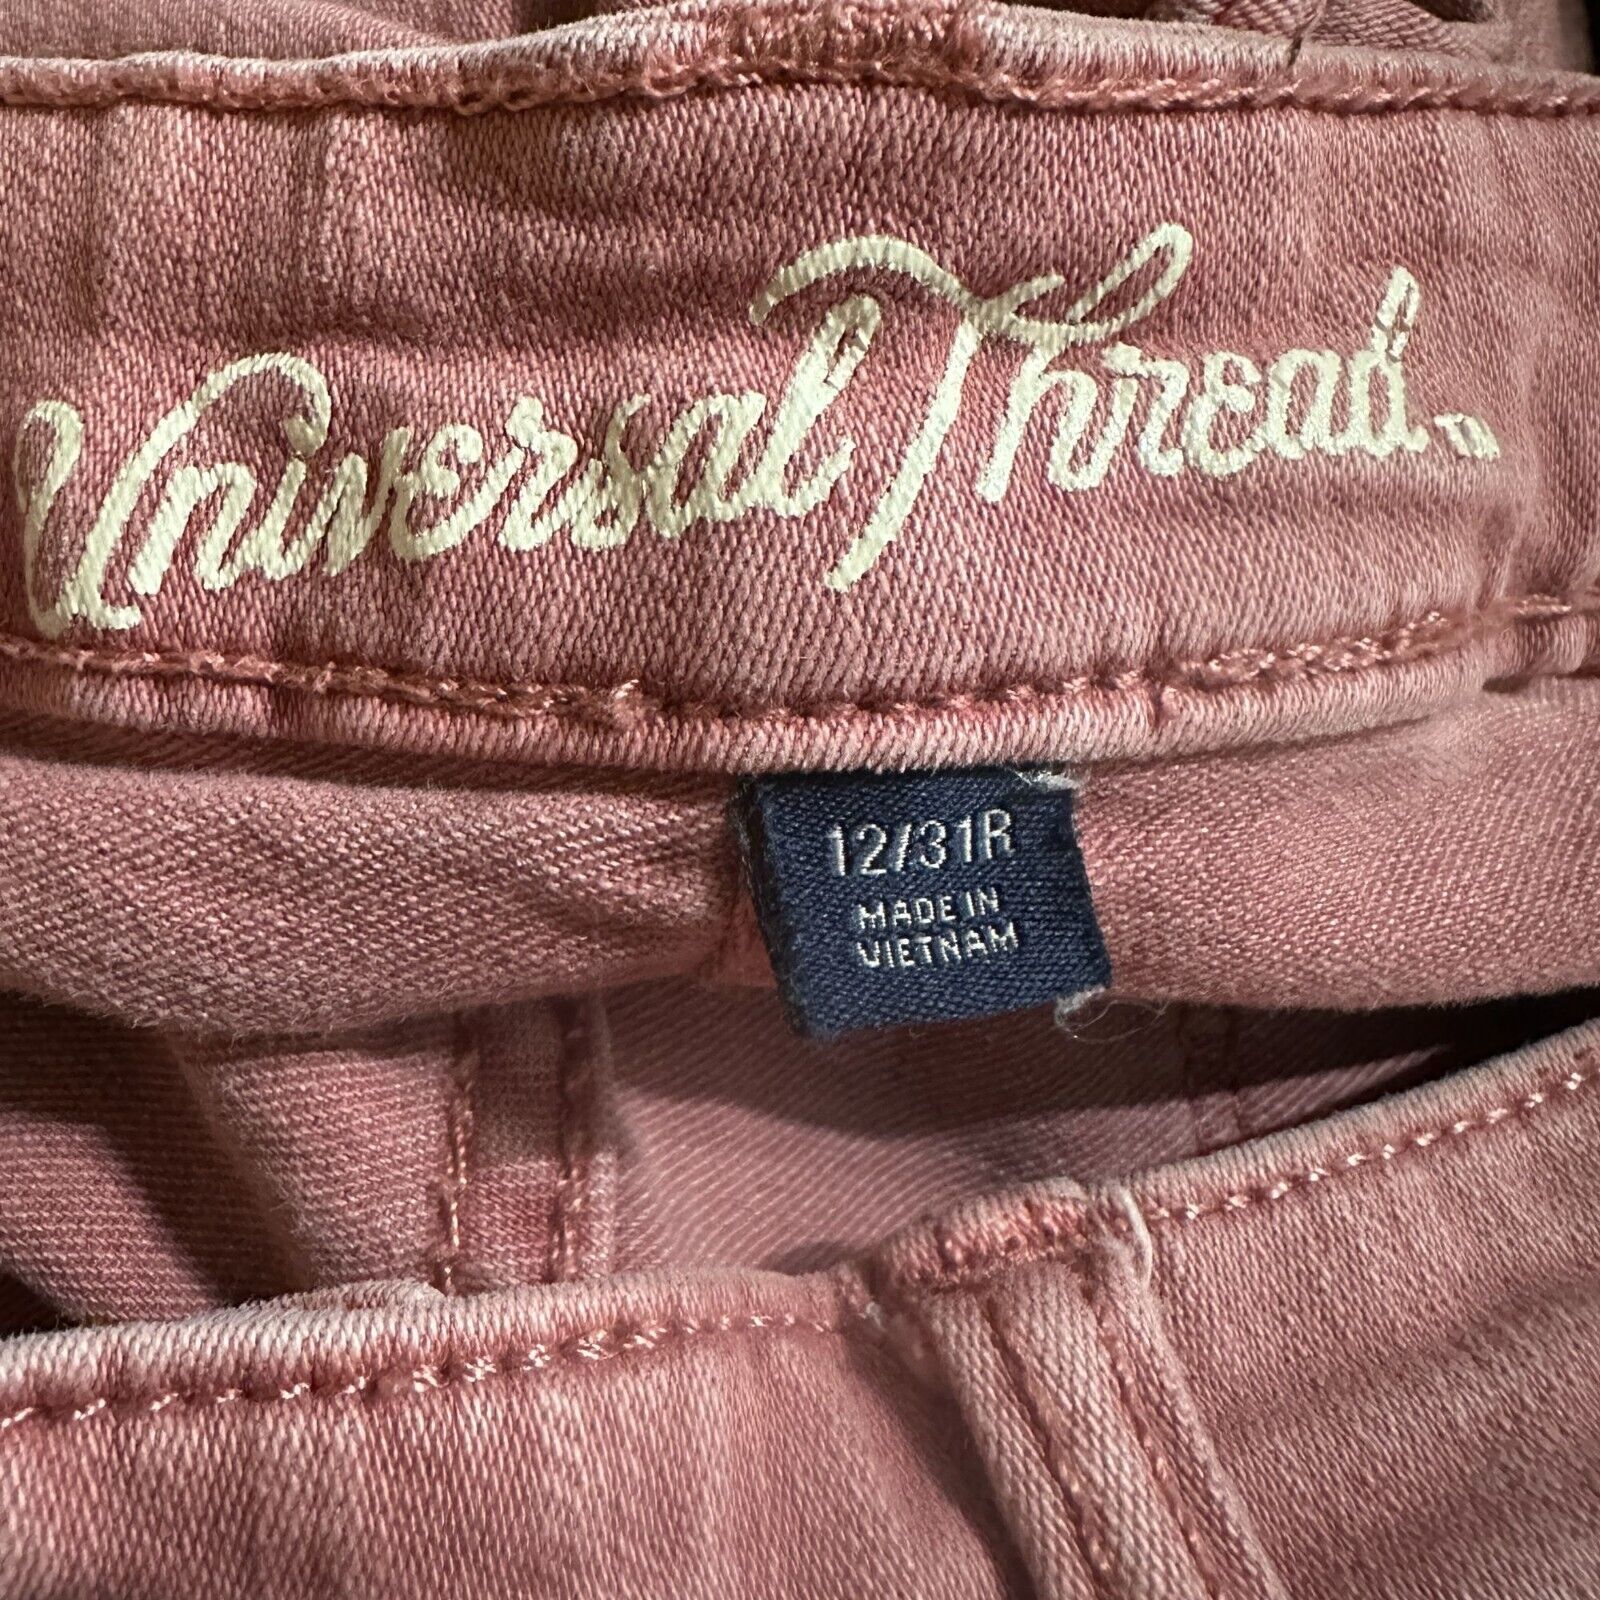 Universal Thread
12/31R
MADE IN
VIETNAM